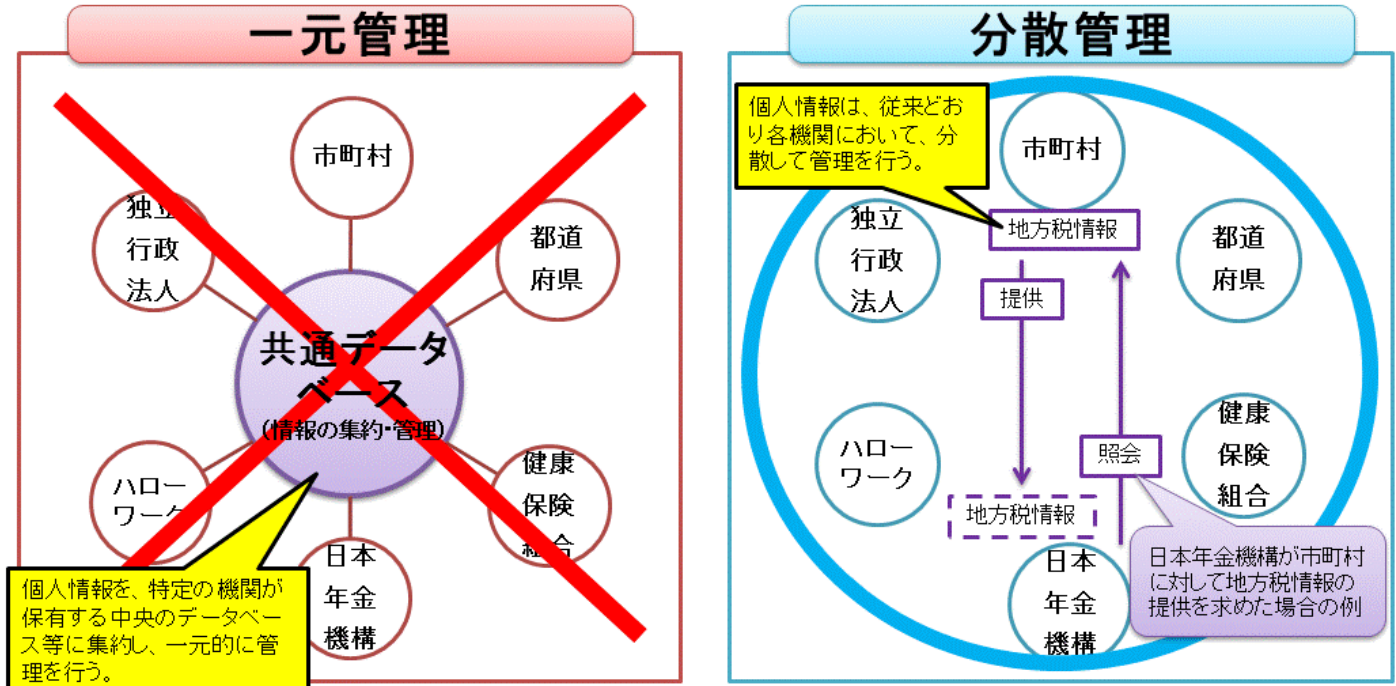 一元管理
市町村
独立
行政
法人
都道
府県
共通データ
ベース
(情報の集約・管理)
ハロー
ワーク
健康
保険
組合
日本
年金
機構
個人情報を、特定の機関が
保有する中央のデータベー
ス等に集約し、一元的に管
理を行う。
分散管理
個人情報は、従来どお
り各機関において、分
散して管理を行う。
市町村
地方税情報
独立
行政
法人
都道
府県
提供
照会
ハロー
ワーク
健康
保険
組合
地方税情報
日本
年金
機構
日本年金機構が市町村
に対して地方税情報の
提供を求めた場合の例